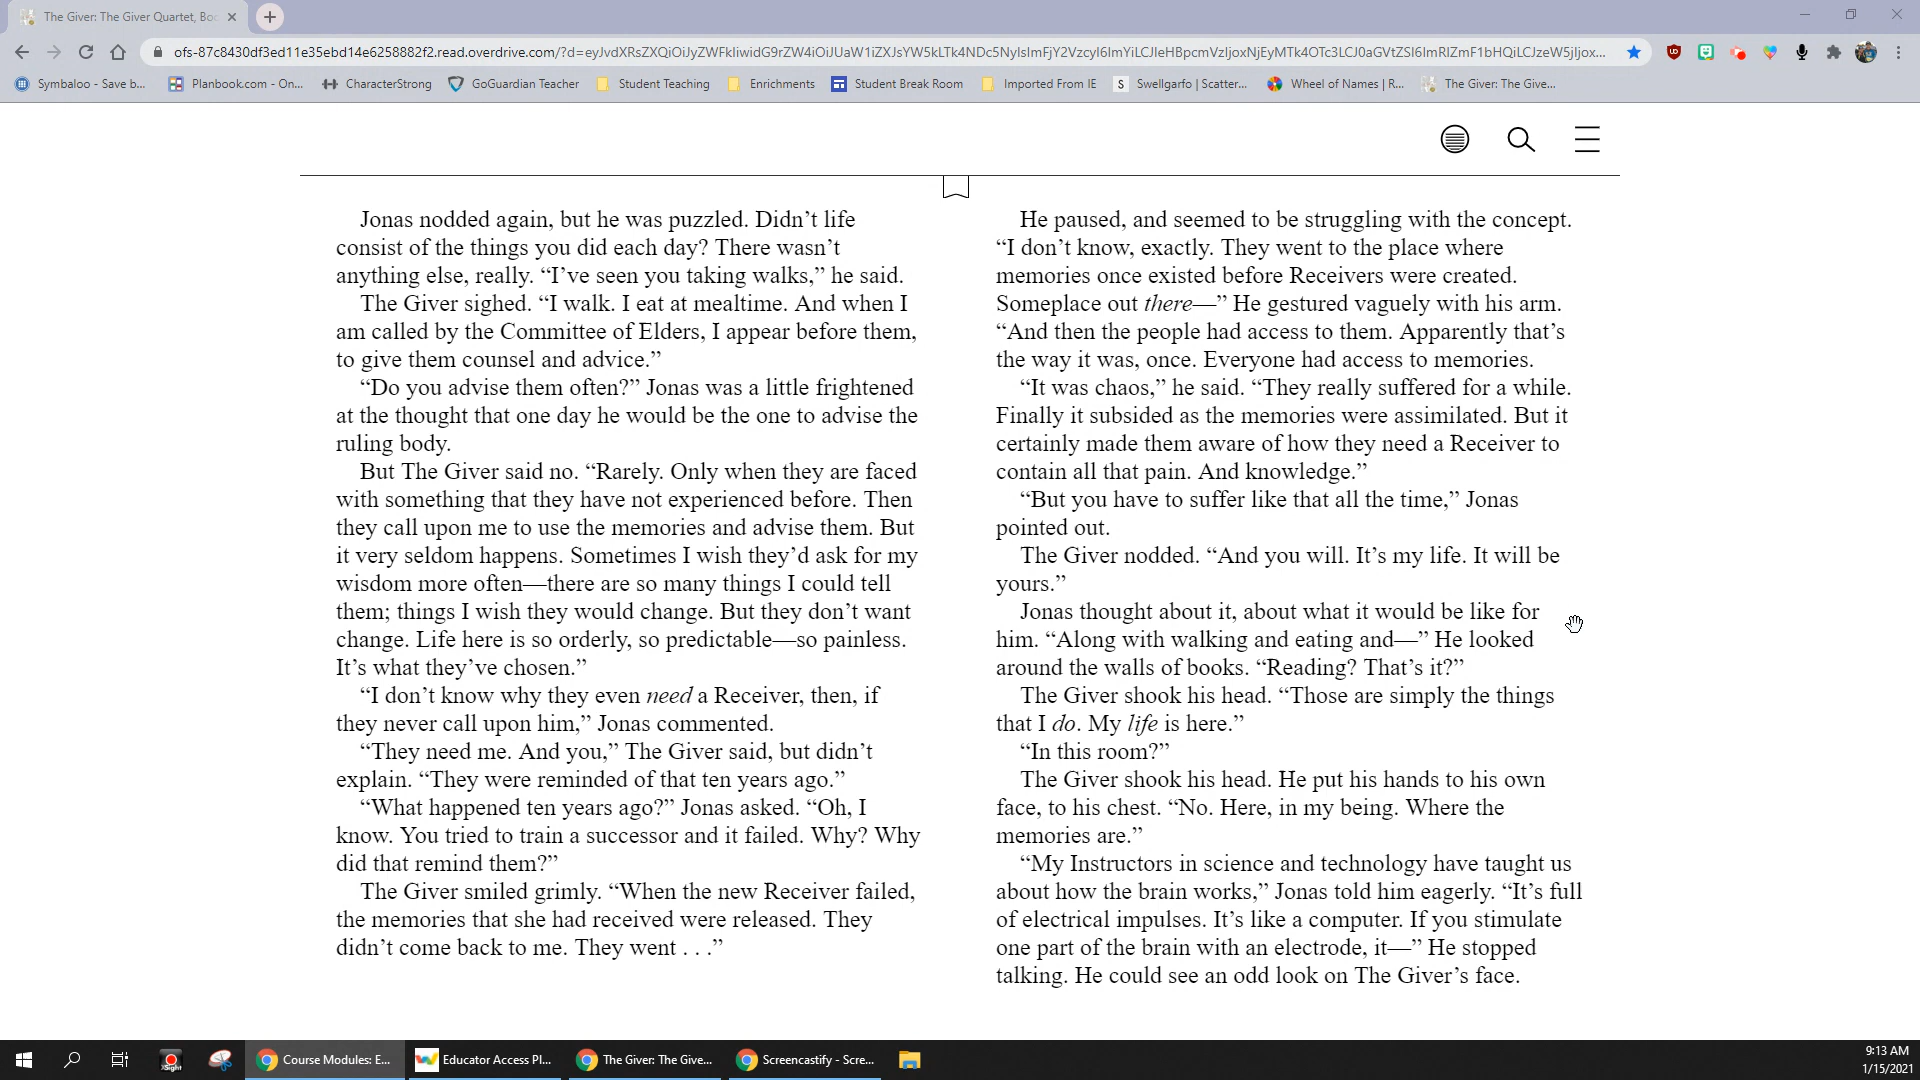 The Giver: The Giver Quartet, Boo
ofs-87c8430df3ed11e35ebd14e6258882f2.read.overdrive.com/
Symbaloo - Save b...
Planbook.com - On...
CharacterStrong
GoGuardian Teacher
Student Teaching
Enrichments
Student Break Room
Imported From IE
S
Swellgarfo | Scatter...
Wheel of Names | R...
The Giver: The Give...
Jonas nodded again, but he was puzzled. Didn’t life
consist of the things you did each day? There wasn’t
anything else, really. “I’ve seen you taking walks,” he said.
The Giver sighed. “I walk. I eat at mealtime. And when I
am called by the Committee of Elders, I appear before them,
to give them counsel and advice.”
“Do you advise them often?” Jonas was a little frightened
at the thought that one day he would be the one to advise the
ruling body.
But The Giver said no. “Rarely. Only when they are faced
with something that they have not experienced before. Then
they call upon me to use the memories and advise them. But
it very seldom happens. Sometimes I wish they’d ask for my
wisdom more often—there are so many things I could tell
them; things I wish they would change. But they don’t want
change. Life here is so orderly, so predictable—so painless.
It’s what they’ve chosen.”
“I don’t know why they even need a Receiver, then, if
they never call upon him,” Jonas commented.
“They need me. And you,” The Giver said, but didn’t
explain. “They were reminded of that ten years ago.”
“What happened ten years ago?” Jonas asked. “Oh, I
know. You tried to train a successor and it failed. Why? Why
did that remind them?”
The Giver smiled grimly. “When the new Receiver failed,
the memories that she had received were released. They
didn’t come back to me. They went . . .”
He paused, and seemed to be struggling with the concept.
“I don’t know, exactly. They went to the place where
memories once existed before Receivers were created.
Someplace out there—” He gestured vaguely with his arm.
“And then the people had access to them. Apparently that’s
the way it was, once. Everyone had access to memories.
“It was chaos,” he said. “They really suffered for a while.
Finally it subsided as the memories were assimilated. But it
certainly made them aware of how they need a Receiver to
contain all that pain. And knowledge.”
“But you have to suffer like that all the time,” Jonas
pointed out.
The Giver nodded. “And you will. It’s my life. It will be
yours.”
Jonas thought about it, about what it would be like for
him. “Along with walking and eating and—” He looked
around the walls of books. “Reading? That’s it?”
The Giver shook his head. “Those are simply the things
that I do. My life is here.”
“In this room?”
The Giver shook his head. He put his hands to his own
face, to his chest. “No. Here, in my being. Where the
memories are.”
“My Instructors in science and technology have taught us
about how the brain works,” Jonas told him eagerly. “It’s full
of electrical impulses. It’s like a computer. If you stimulate
one part of the brain with an electrode, it—” He stopped
talking. He could see an odd look on The Giver’s face.
Course Modules: E...
Educator Access Pl...
The Giver: The Give...
Screencastify - Scre...
9:13 AM
1/15/2021